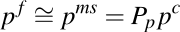 p^f ≅ p^{ms} = P_p p^c